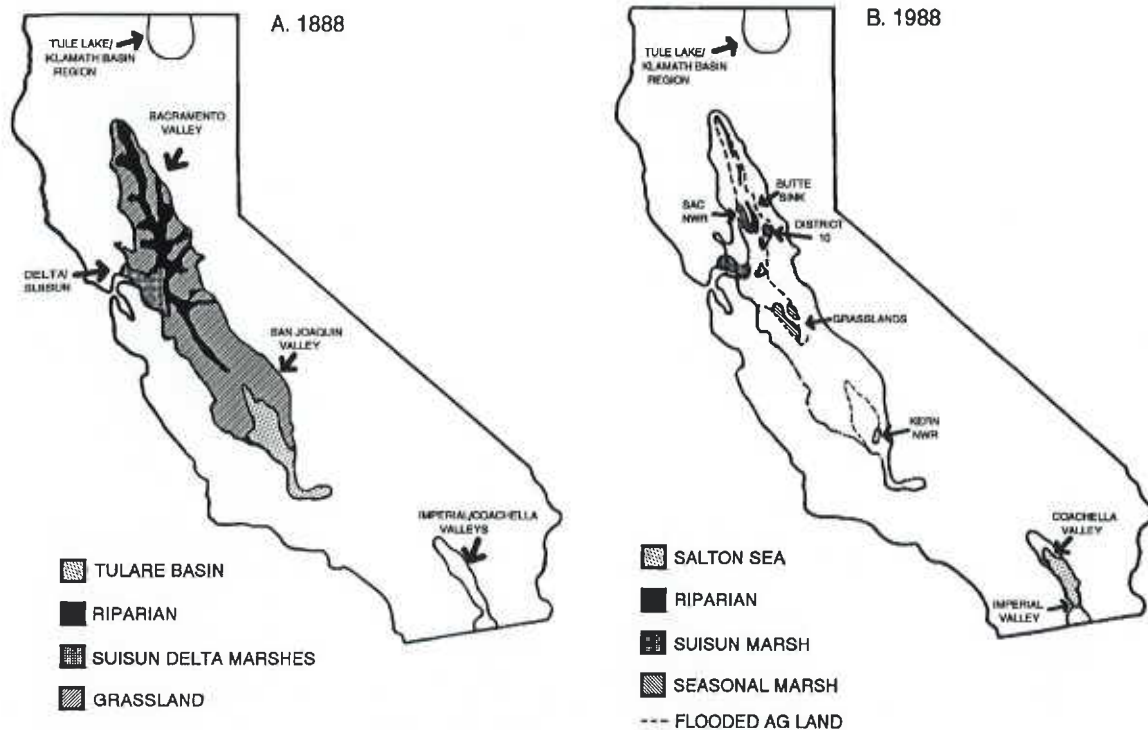 A. 1888
TULE LAKE/
KLAMATH BASIN
REGION
SACRAMENTO
VALLEY
DELTA/
SUISUN
SAN JOAQUIN
VALLEY
IMPERIAL/COACHELLA
VALLEYS
TULARE BASIN
RIPARIAN
SUISUN DELTA MARSHES
GRASSLAND
B. 1988
TULE LAKE/
KLAMATH BASIN
REGION
BUTTE
SINK
SAC
NWR
DISTRICT
10
GRASSLANDS
KERN
NWR
COACHELLA
VALLEY
IMPERIAL
VALLEY
SALTON SEA
RIPARIAN
SUISUN MARSH
SEASONAL MARSH
FLOODED AG LAND